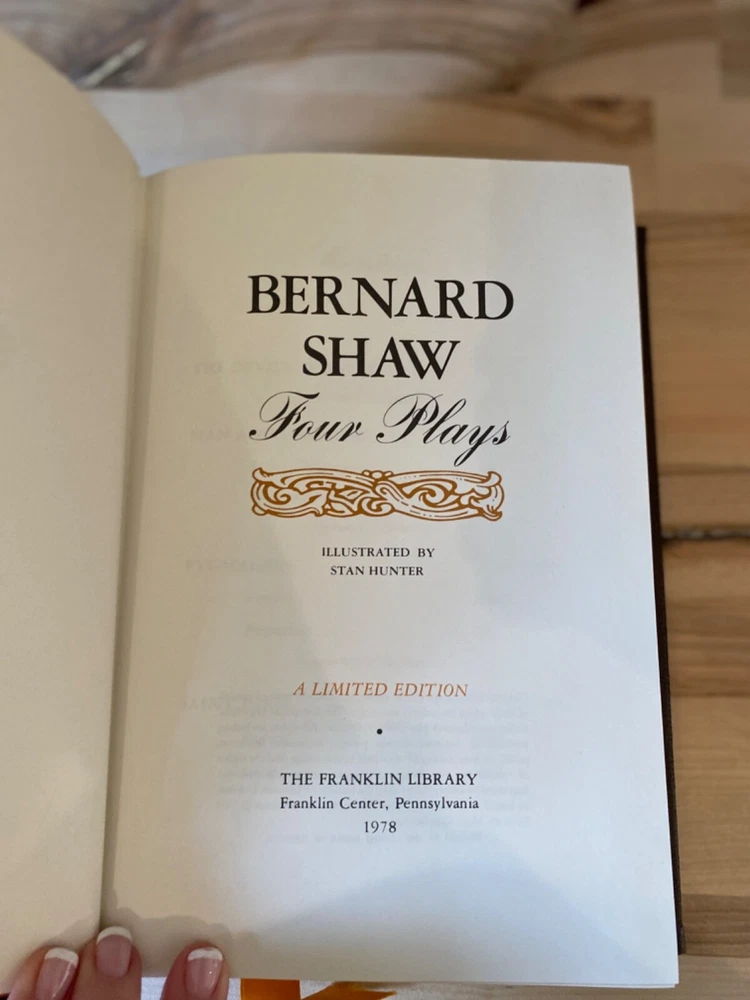 BERNARD
SHAW
Four Plays
ILLUSTRATED BY
STAN HUNTER
A LIMITED EDITION
•
THE FRANKLIN LIBRARY
Franklin Center, Pennsylvania
1978